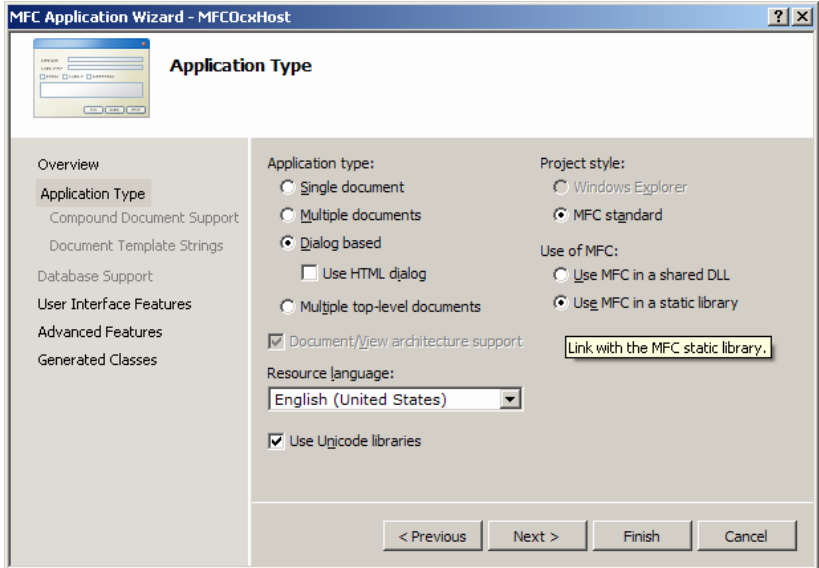 MFC Application Wizard - MFCOcxHost
Application Type
Overview
Application Type
Compound Document Support
Document Template Strings
Database Support
User Interface Features
Advanced Features
Generated Classes
Application type:
Single document
Multiple documents
Dialog based
Use HTML dialog
Multiple top-level documents
Document/View architecture support
Resource language:
English (United States)
Use Unicode libraries
Project style:
Windows Explorer
MFC standard
Use of MFC:
Use MFC in a shared DLL
Use MFC in a static library
Link with the MFC static library.
< Previous
Next >
Finish
Cancel